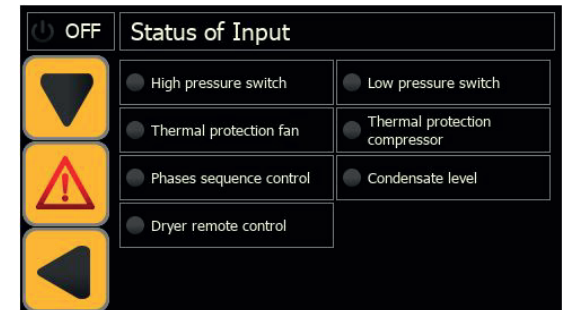 OFF
Status of Input
High pressure switch
Low pressure switch
Thermal protection fan
Thermal protection
compressor
Phases sequence control
Condensate level
Dryer remote control